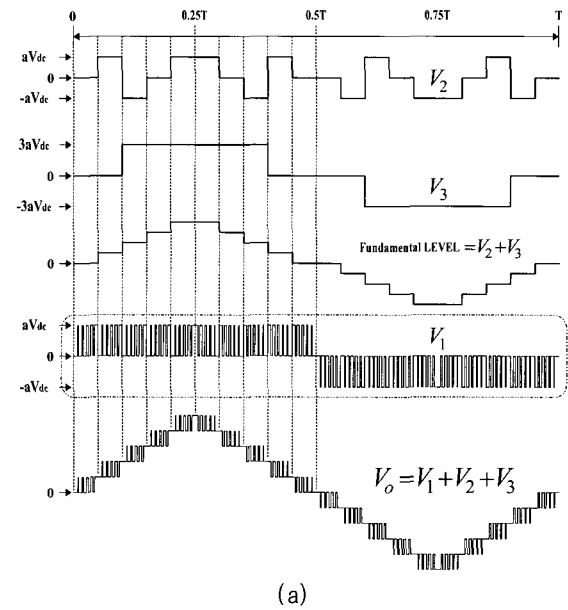 0 0.25T 0.5T 0.75T T
aVdc
0
-aVdc
V2
3aVdc
0
-3aVdc
V3
Fundamental LEVEL = V2 + V3
0
aVdc
0
-aVdc
V1
Vo = V1 + V2 + V3
0
(a)